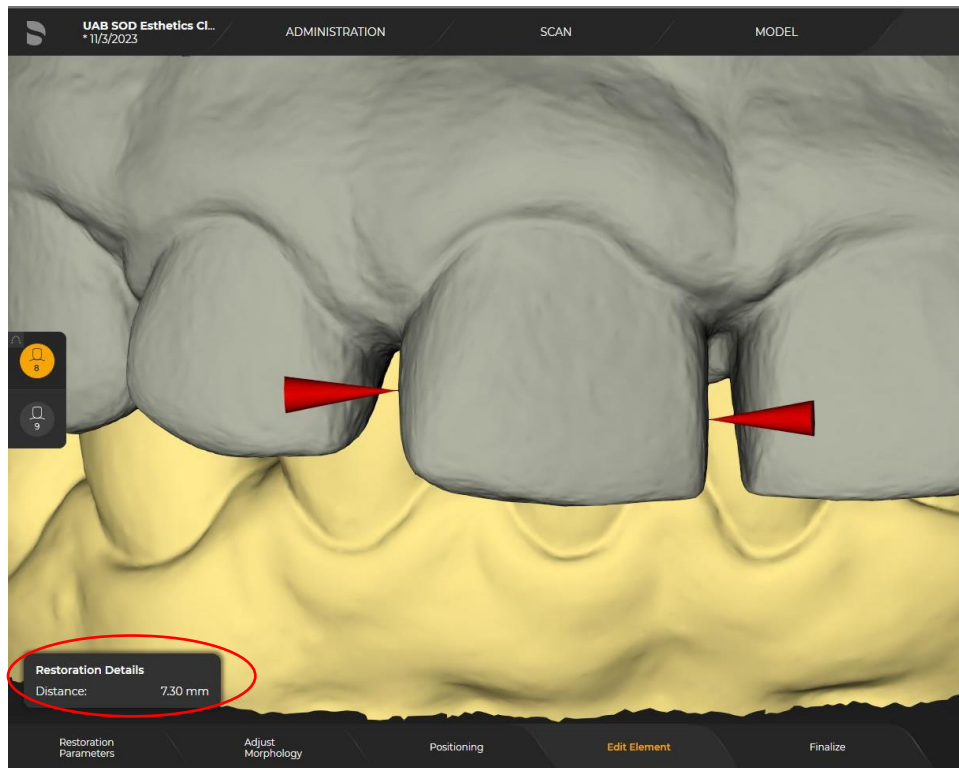 UAB SOD Esthetics Cl...
* 11/3/2023
ADMINISTRATION
SCAN
MODEL
8
9
Restoration Details
Distance: 7.30 mm
Restoration
Parameters
Adjust
Morphology
Positioning
Edit Element
Finalize